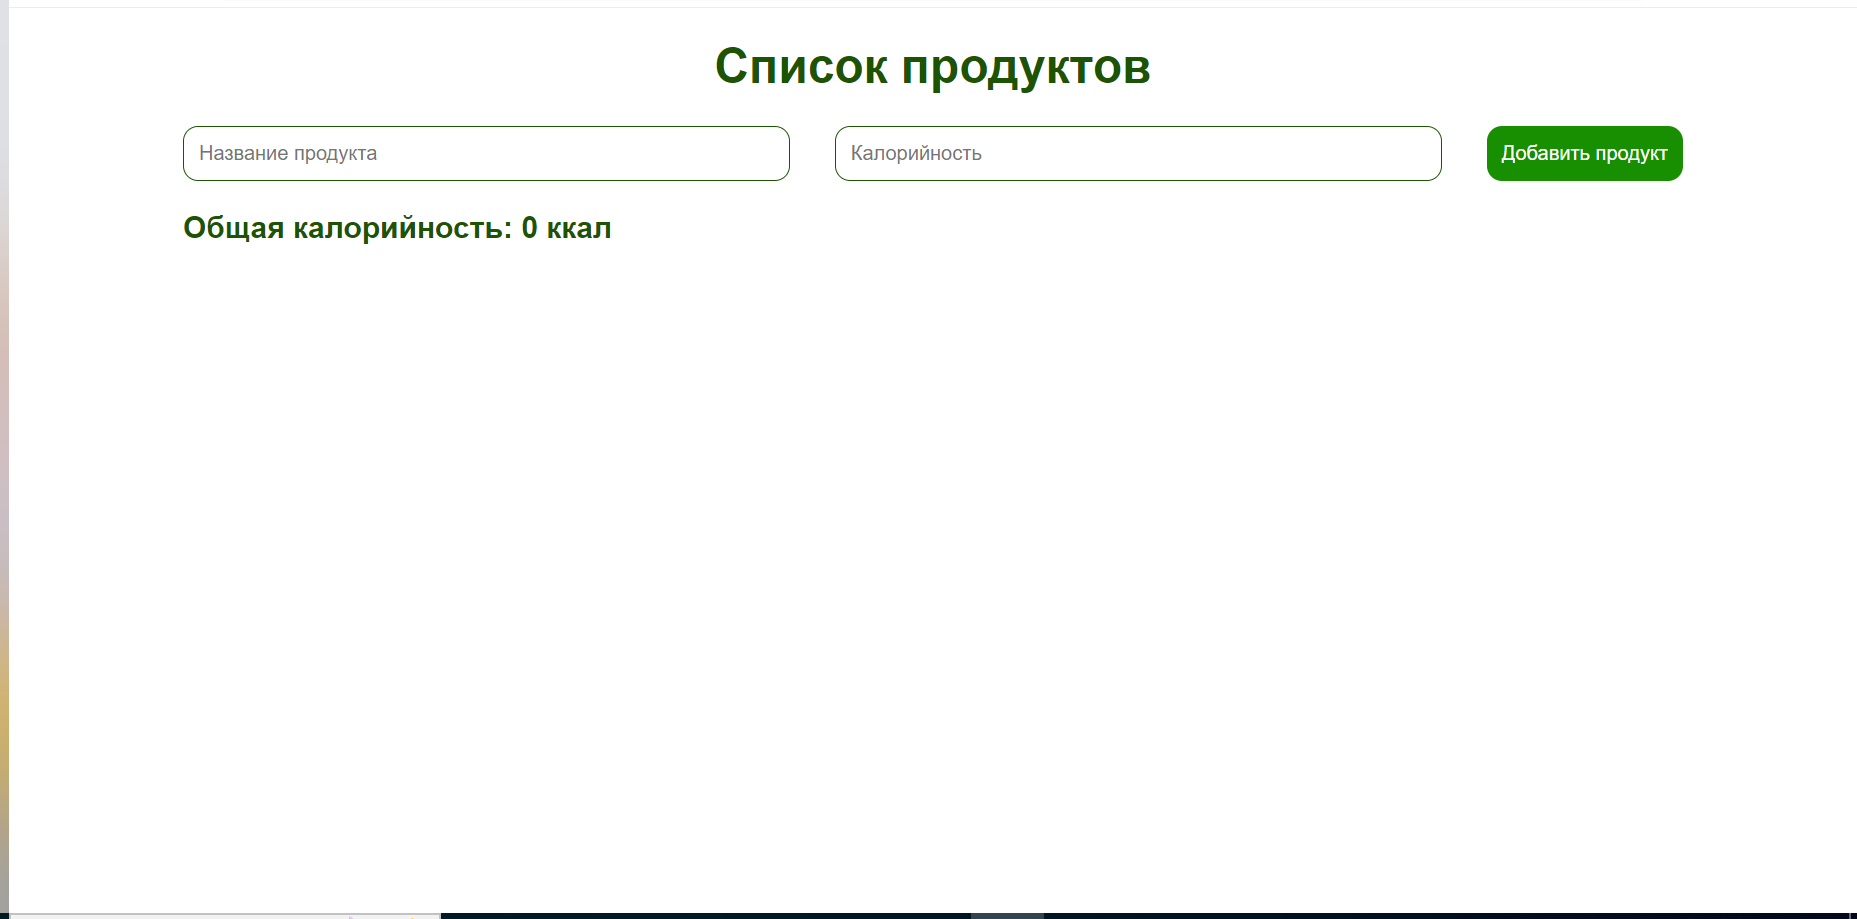 Список продуктов
Название продукта
Калорийность
Добавить продукт
Общая калорийность: 0 ккал